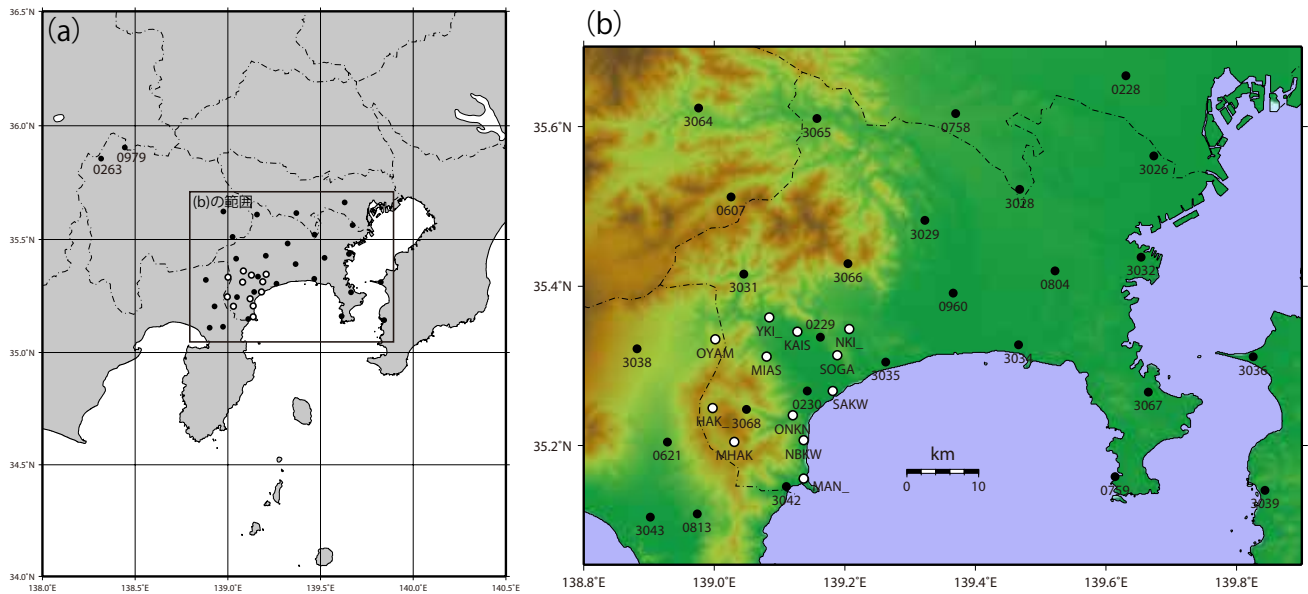 (a)
36.5˚N
36.0˚N
35.5˚N
35.0˚N
34.5˚N
34.0˚N
138.0˚E
138.5˚E
139.0˚E
139.5˚E
140.0˚E
140.5˚E
0979
0263
(b)の範囲
(b)
35.6˚N
35.4˚N
35.2˚N
138.8˚E
139.0˚E
139.2˚E
139.4˚E
139.6˚E
139.8˚E
0228
3064
3065
0758
3026
0607
3028
3029
3066
3032
3031
0804
0960
YKI_
KAIS
0229
NKI_
OYAM
MIAS
SOGA
3038
3035
3034
3036
0230
SAKW
3067
HAK_
3068
ONKN
0621
MHAK
NBKW
km
0
10
3042
MAN_
0759
3039
3043
0813